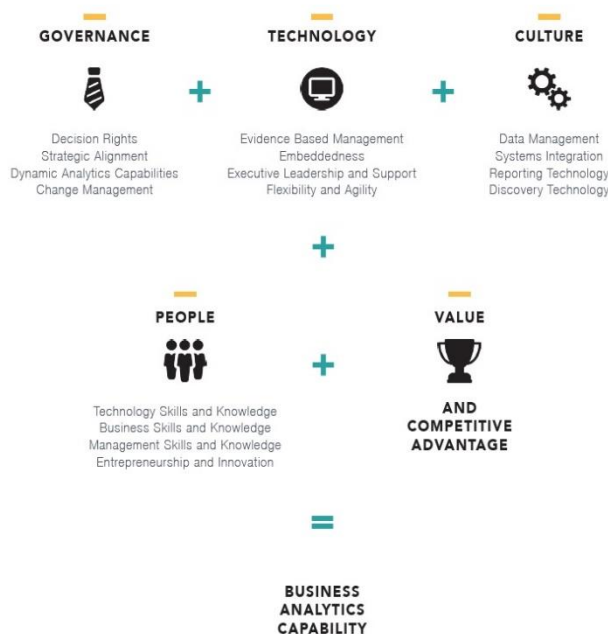 GOVERNANCE
TECHNOLOGY
CULTURE
+
+
Decision Rights
Strategic Alignment
Dynamic Analytics Capabilities
Change Management
Evidence Based Management
Embeddedness
Executive Leadership and Support
Flexibility and Agility
Data Management
Systems Integration
Reporting Technology
Discovery Technology
+
PEOPLE
VALUE
+
Technology Skills and Knowledge
Business Skills and Knowledge
Management Skills and Knowledge
Entrepreneurship and Innovation
AND
COMPETITIVE
ADVANTAGE
=
BUSINESS
ANALYTICS
CAPABILITY